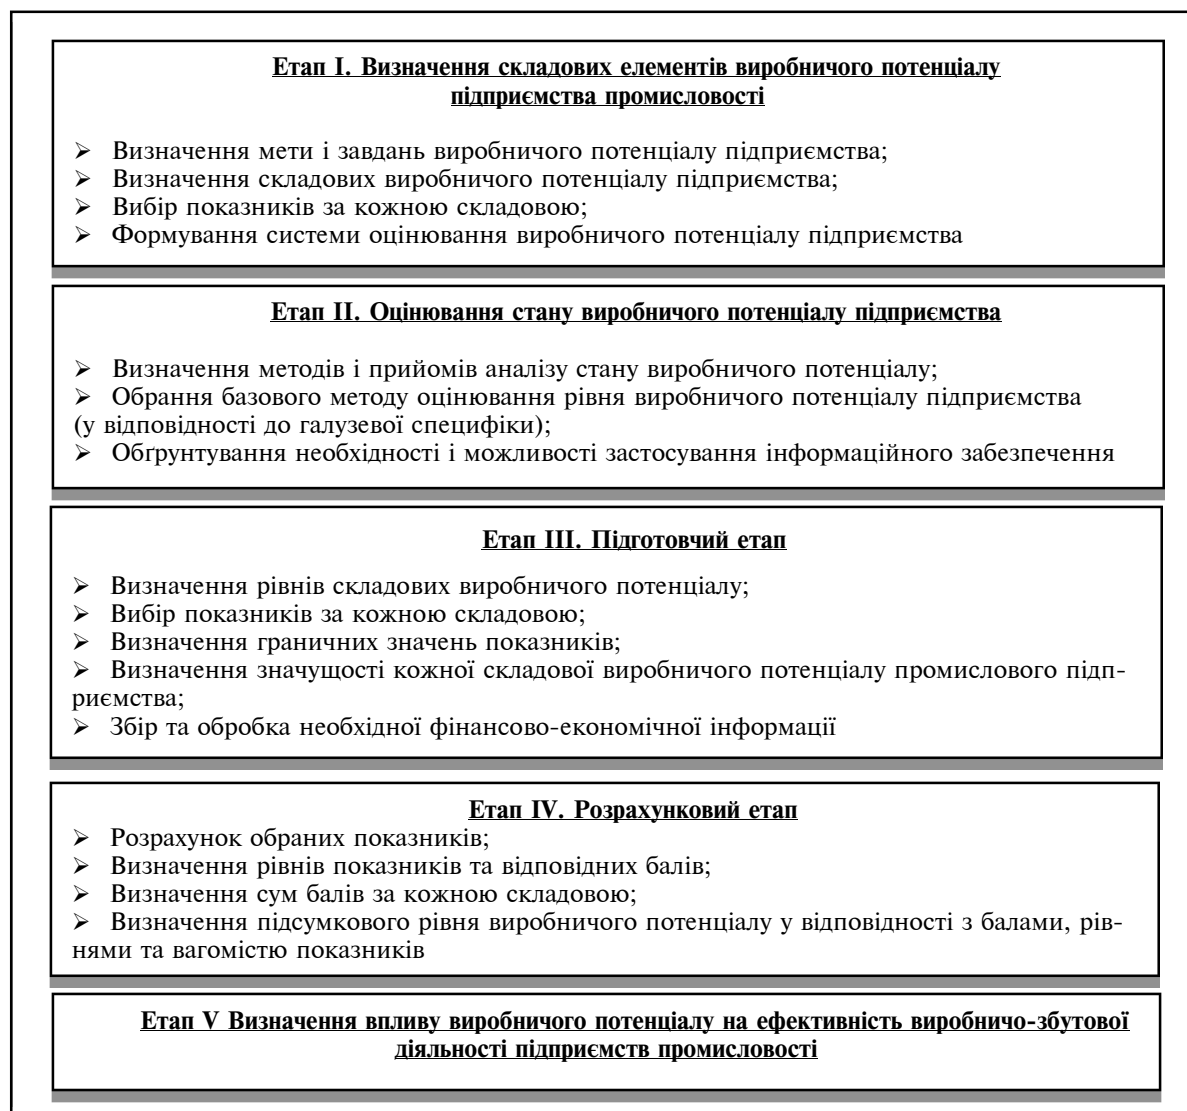 Етап І. Визначення складових елементів виробничого потенціалу
підприємства промисловості
➢ Визначення мети і завдань виробничого потенціалу підприємства;
➢ Визначення складових виробничого потенціалу підприємства;
➢ Вибір показників за кожною складовою;
➢ Формування системи оцінювання виробничого потенціалу підприємства
Етап ІІ. Оцінювання стану виробничого потенціалу підприємства
➢ Визначення методів і прийомів аналізу стану виробничого потенціалу;
➢ Обрання базового методу оцінювання рівня виробничого потенціалу підприємства
(у відповідності до галузевої специфіки);
➢ Обґрунтування необхідності і можливості застосування інформаційного забезпечення
Етап ІІІ. Підготовчий етап
➢ Визначення рівнів складових виробничого потенціалу;
➢ Вибір показників за кожною складовою;
➢ Визначення граничних значень показників;
➢ Визначення значущості кожної складової виробничого потенціалу промислового підп-
риємства;
➢ Збір та обробка необхідної фінансово-економічної інформації
Етап IV. Розрахунковий етап
➢ Розрахунок обраних показників;
➢ Визначення рівнів показників та відповідних балів;
➢ Визначення сум балів за кожною складовою;
➢ Визначення підсумкового рівня виробничого потенціалу у відповідності з балами, рів-
нями та вагомістю показників
Етап V Визначення впливу виробничого потенціалу на ефективність виробничо-збутової
діяльності підприємств промисловості